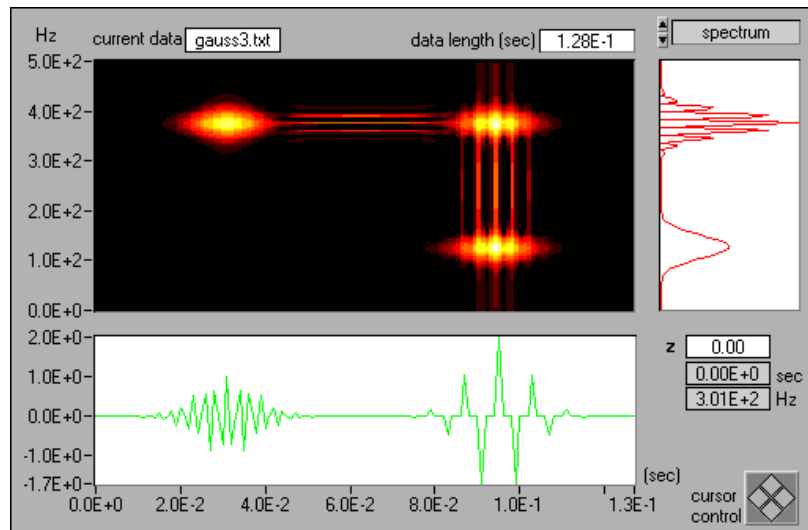 Hz current data gauss3.txt data length (sec) 1.28E-1 spectrum
5.0E+2
4.0E+2
3.0E+2
2.0E+2
1.0E+2
0.0E+0
2.0E+0
1.0E+0
0.0E+0
-1.0E+0
-1.7E+0
0.0E+0 2.0E-2 4.0E-2 6.0E-2 8.0E-2 1.0E-1 1.3E-1
(sec)
z 0.00
0.00E+0 sec
3.01E+2 Hz
cursor
control